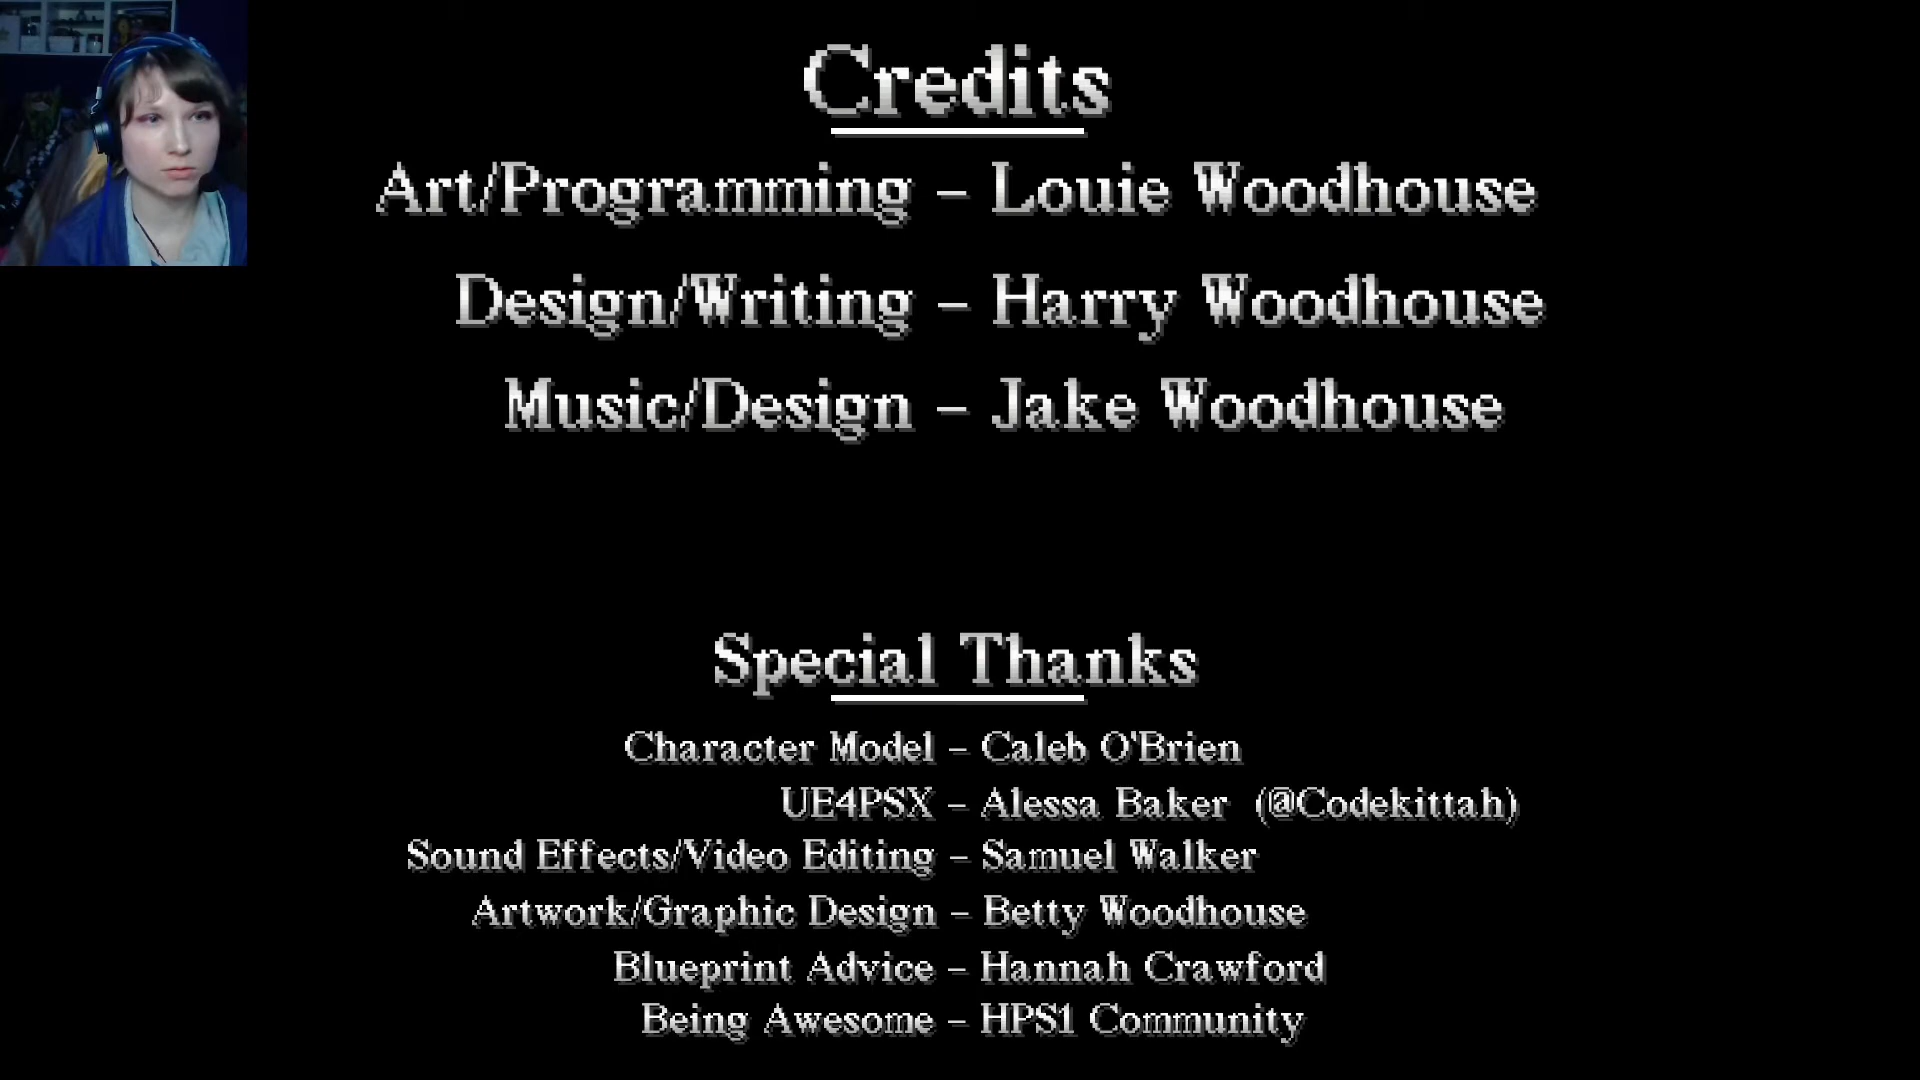 Credits
Art/Programming – Louie Woodhouse
Design/Writing – Harry Woodhouse
Music/Design – Jake Woodhouse
Special Thanks
Character Model – Caleb O'Brien
UE4PSX – Alessa Baker (@Codekittah)
Sound Effects/Video Editing – Samuel Walker
Artwork/Graphic Design – Betty Woodhouse
Blueprint Advice – Hannah Crawford
Being Awesome – HPS1 Community